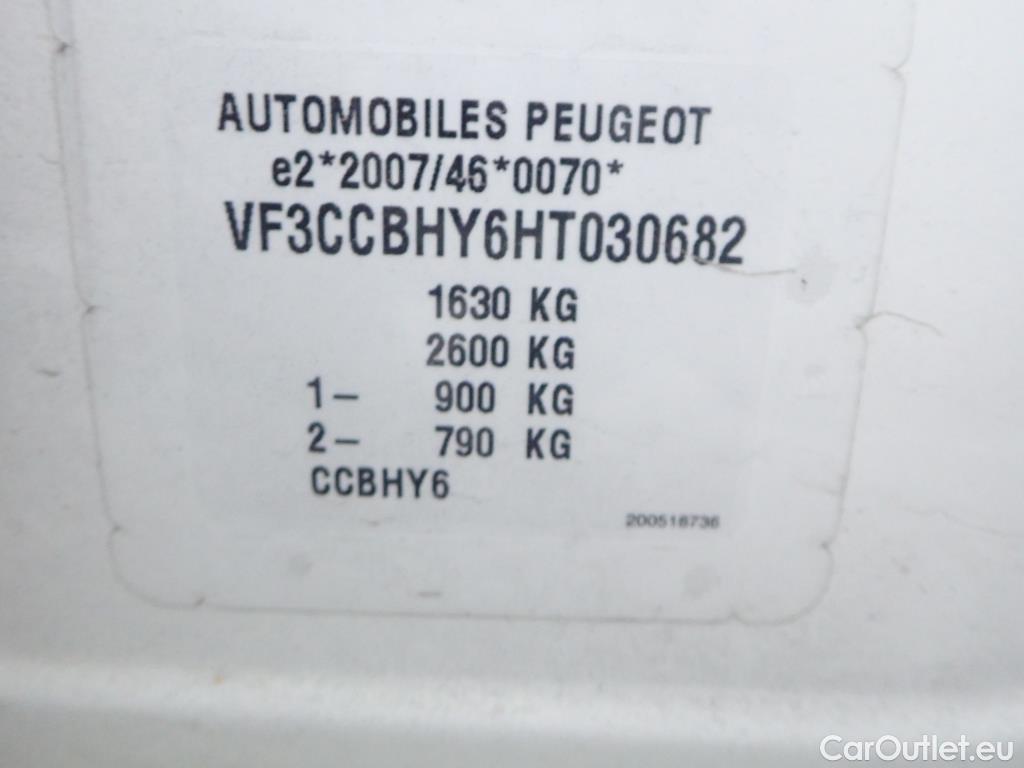 AUTOMOBILES PEUGEOT
e2*2007/46*0070*
VF3CCBHY6HT030682
1630 KG
2600 KG
1- 900 KG
2- 790 KG
CCBHY6
200518736
CarOutlet.eu